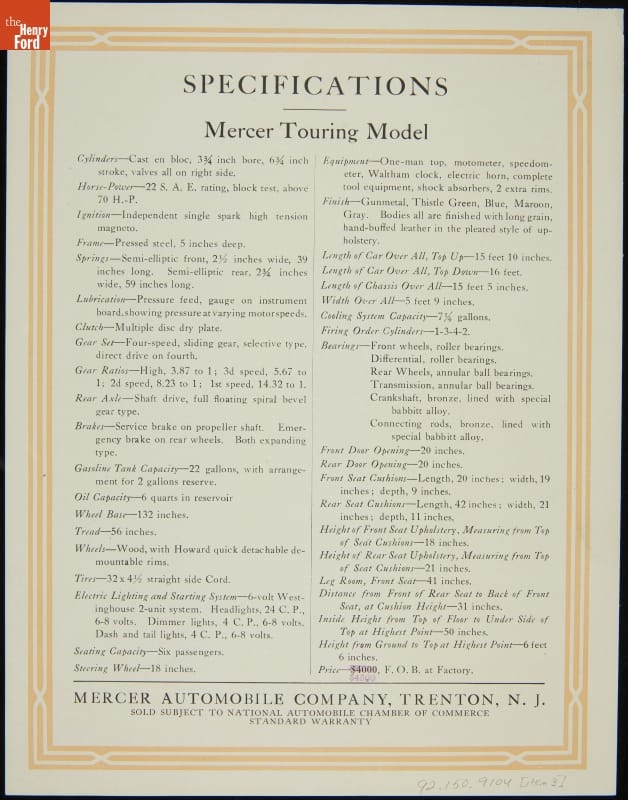 the
Henry
Ford
SPECIFICATIONS
Mercer Touring Model
Cylinders—Cast en bloc, 3¾ inch bore, 6¾ inch
stroke, valves all on right side.
Horse-Power—22 S. A. E. rating, block test, above
70 H.-P.
Ignition—Independent single spark high tension
magneto.
Frame—Pressed steel, 5 inches deep.
Springs—Semi-elliptic front, 2½ inches wide, 39
inches long. Semi-elliptic rear, 2¾ inches
wide, 59 inches long.
Lubrication—Pressure feed, gauge on instrument
board, showing pressure at varying motor speeds.
Clutch—Multiple disc dry plate.
Gear Set—Four-speed, sliding gear, selective type,
direct drive on fourth.
Gear Ratios—High, 3.87 to 1; 3d speed, 5.67 to
1; 2d speed, 8.23 to 1; 1st speed, 14.32 to 1.
Rear Axle—Shaft drive, full floating spiral bevel
gear type.
Brakes—Service brake on propeller shaft. Emer-
gency brake on rear wheels. Both expanding
type.
Gasoline Tank Capacity—22 gallons, with arrange-
ment for 2 gallons reserve.
Oil Capacity—6 quarts in reservoir
Wheel Base—132 inches.
Tread—56 inches.
Wheels—Wood, with Howard quick detachable de-
mountable rims.
Tires—32 x 4½ straight side Cord.
Electric Lighting and Starting System—6-volt West-
inghouse 2-unit system. Headlights, 24 C. P.,
6-8 volts. Dimmer lights, 4 C. P., 6-8 volts.
Dash and tail lights, 4 C. P., 6-8 volts.
Seating Capacity—Six passengers.
Steering Wheel—18 inches.
Equipment—One-man top, motometer, speedom-
eter, Waltham clock, electric horn, complete
tool equipment, shock absorbers, 2 extra rims.
Finish—Gunmetal, Thistle Green, Blue, Maroon,
Gray. Bodies all are finished with long grain,
hand-buffed leather in the pleated style of up-
holstery.
Length of Car Over All, Top Up—15 feet 10 inches.
Length of Car Over All, Top Down—16 feet.
Length of Chassis Over All—15 feet 5 inches.
Width Over All—5 feet 9 inches.
Cooling System Capacity—7¼ gallons.
Firing Order Cylinders—1-3-4-2.
Bearings—Front wheels, roller bearings.
Differential, roller bearings.
Rear Wheels, annular ball bearings.
Transmission, annular ball bearings.
Crankshaft, bronze, lined with special
babbitt alloy.
Connecting rods, bronze, lined with
special babbitt alloy.
Front Door Opening—20 inches.
Rear Door Opening—20 inches.
Front Seat Cushions—Length, 20 inches; width, 19
inches; depth, 9 inches.
Rear Seat Cushions—Length, 42 inches; width, 21
inches; depth, 11 inches.
Height of Front Seat Upholstery, Measuring from Top
of Seat Cushions—18 inches.
Height of Rear Seat Upholstery, Measuring from Top
of Seat Cushions—21 inches.
Leg Room, Front Seat—41 inches.
Distance from Front of Rear Seat to Back of Front
Seat, at Cushion Height—31 inches.
Inside Height from Top of Floor to Under Side of
Top at Highest Point—50 inches.
Height from Ground to Top at Highest Point—6 feet
6 inches.
Price—$4000, F. O. B. at Factory.
MERCER AUTOMOBILE COMPANY, TRENTON, N. J.
SOLD SUBJECT TO NATIONAL AUTOMOBILE CHAMBER OF COMMERCE
STANDARD WARRANTY
92.150.9104